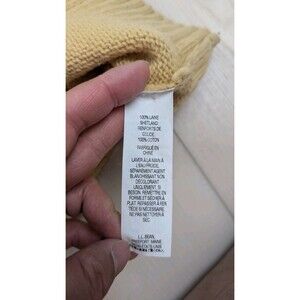 100% LAINE
SHETLAND
RENFORTS DE
100% COTON
FABRIQUÉ EN
CHINE
LAVER À LA MAIN À
L'EAU FROIDE,
SÉPARÉMENT AGENT
BLANCHISSANT NON
DÉCOLORANT
UNIQUEMENT, SI
BESOIN. REMETTRE EN
FORME ET SÉCHER À
PLAT. REPASSER À FER
TIÈDE SI NÉCESSAIRE.
NE PAS NETTOYER À
SEC
L.L. BEAN,
FREEPORT MAINE